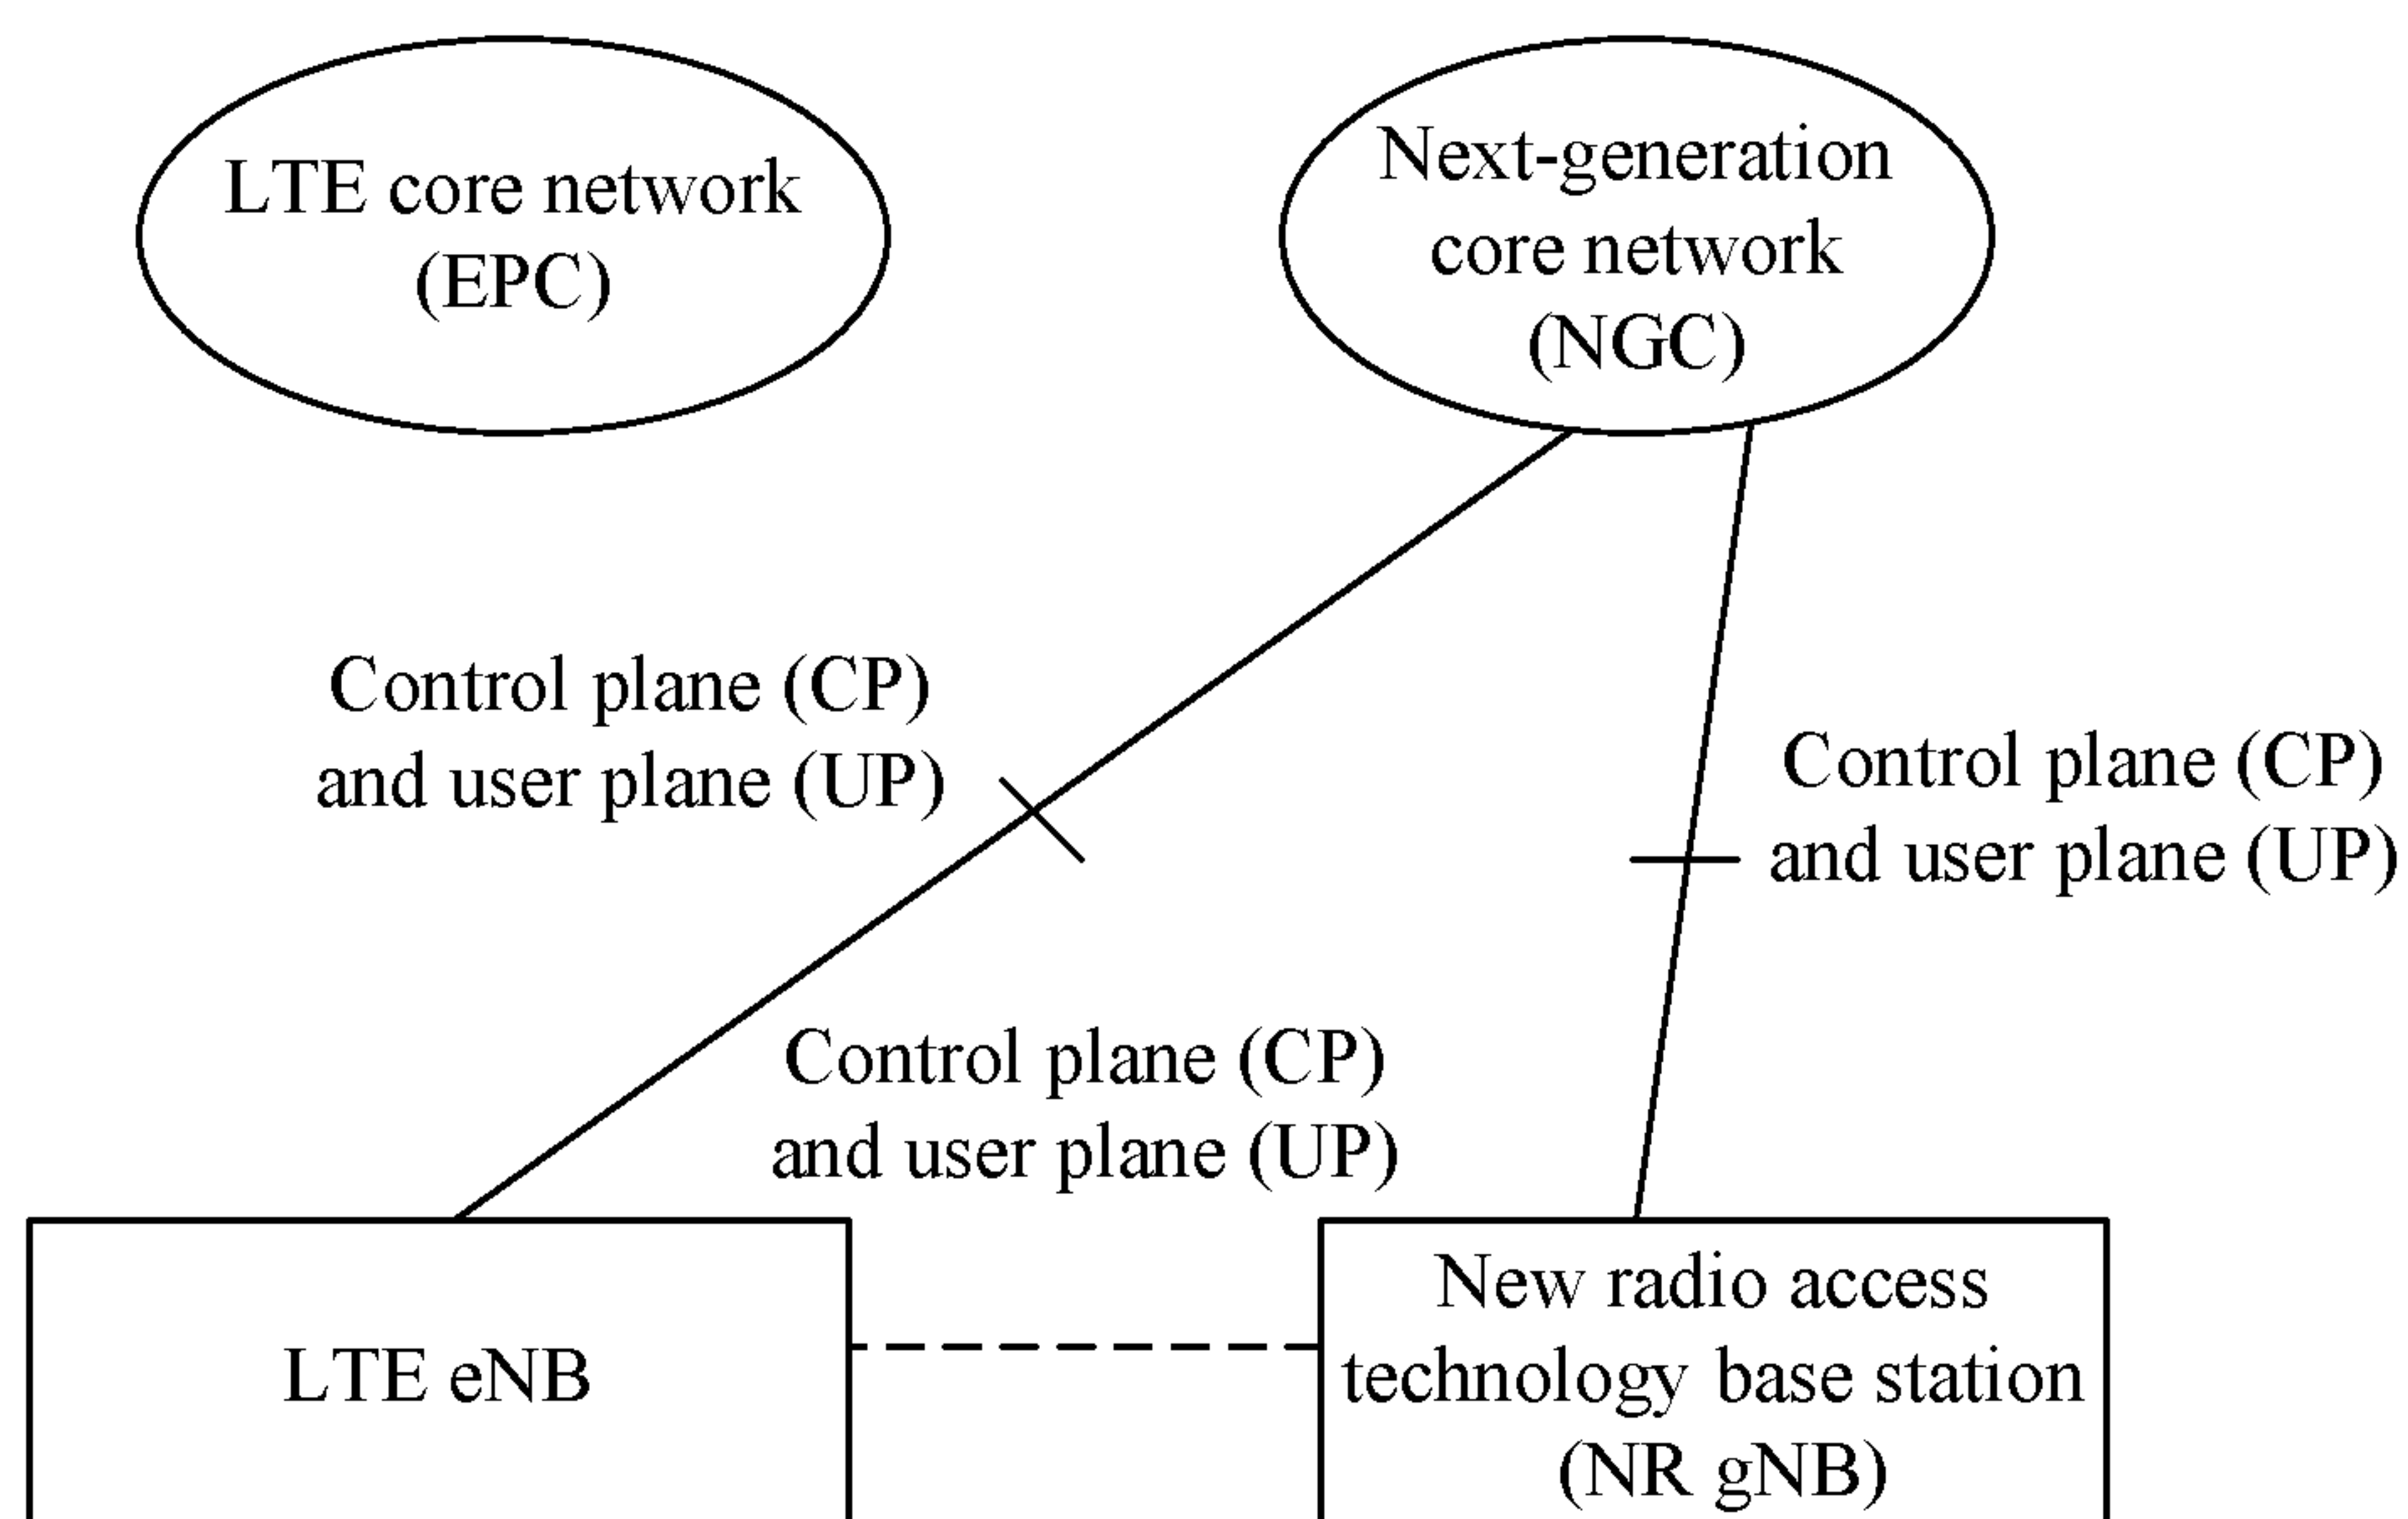 LTE core network
(EPC)
Next-generation
core network
(NGC)
Control plane (CP)
and user plane (UP)
Control plane (CP)
and user plane (UP)
Control plane (CP)
and user plane (UP)
LTE eNB
New radio access
technology base station
(NR gNB)